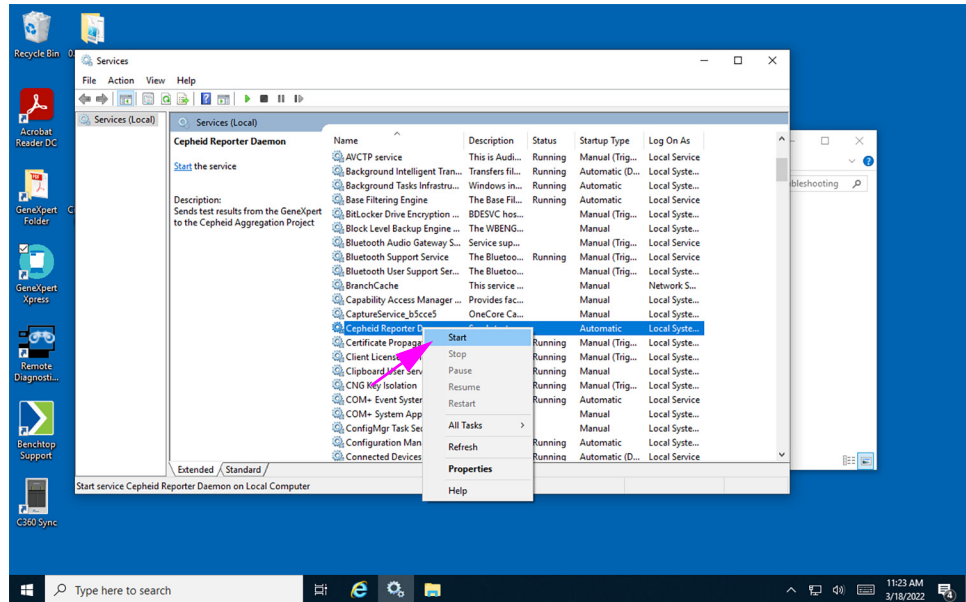 Recycle Bin
0.
Acrobat
Reader DC
GeneXpert
Folder
C
GeneXpert
Xpress
Remote
Diagnosti...
Benchtop
Support
C360 Sync
Services
File Action View Help
Services (Local)
Services (Local)
Cepheid Reporter Daemon
Start the service
Description:
Sends test results from the GeneXpert
to the Cepheid Aggregation Project
Name Description Status Startup Type Log On As
AVCTP service This is Audi... Running Manual (Trig... Local Service
Background Intelligent Tran... Transfers fil... Running Automatic (D... Local Syste...
Background Tasks Infrastru... Windows in... Running Automatic Local Syste...
Base Filtering Engine The Base Fil... Running Automatic Local Service
BitLocker Drive Encryption ... BDESVC hos... Manual (Trig... Local Syste...
Block Level Backup Engine ... The WBENG... Manual Local Syste...
Bluetooth Audio Gateway S... Service sup... Manual (Trig... Local Service
Bluetooth Support Service The Bluetoo... Running Manual (Trig... Local Service
Bluetooth User Support Ser... The Bluetoo... Manual (Trig... Local Syste...
BranchCache This service ... Manual Network S...
Capability Access Manager ... Provides fac... Manual Local Syste...
CaptureService_b5cce5 OneCore Ca... Manual Local Syste...
Cepheid Reporter D Automatic Local Syste...
Certificate Propaga Running Manual (Trig... Local Syste...
Client License Running Manual (Trig... Local Syste...
Clipboard User Serv Running Manual Local Syste...
CNG Key Isolation Running Manual (Trig... Local Syste...
COM+ Event System Running Automatic Local Service
COM+ System App Manual Local Syste...
ConfigMgr Task Se Manual Local Syste...
Configuration Man Running Automatic Local Syste...
Connected Devices Running Automatic (D... Local Service
Start
Stop
Pause
Resume
Restart
All Tasks
Refresh
Properties
Help
Extended Standard
Start service Cepheid Reporter Daemon on Local Computer
bleshooting
Type here to search
11:23 AM
3/18/2022
4